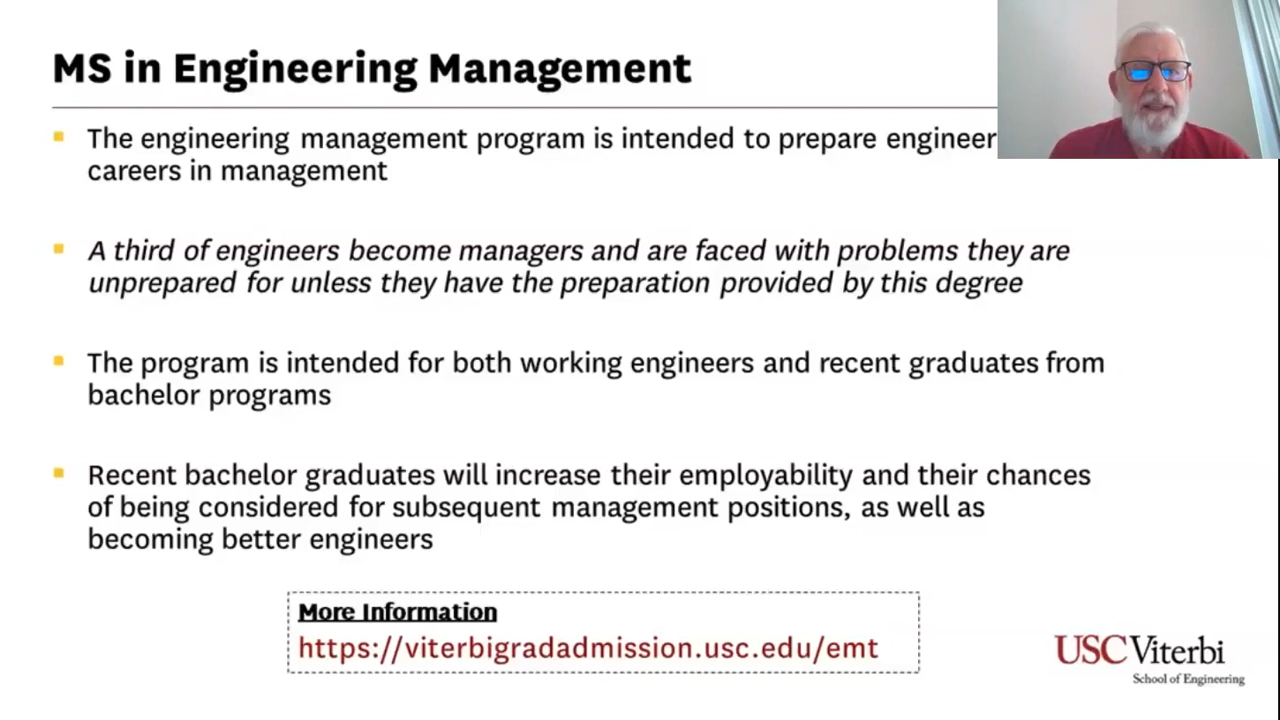 MS in Engineering Management
The engineering management program is intended to prepare engineer
careers in management
A third of engineers become managers and are faced with problems they are
unprepared for unless they have the preparation provided by this degree
The program is intended for both working engineers and recent graduates from
bachelor programs
Recent bachelor graduates will increase their employability and their chances
of being considered for subsequent management positions, as well as
becoming better engineers
More Information
https://viterbigradadmission.usc.edu/emt
USC Viterbi
School of Engineering